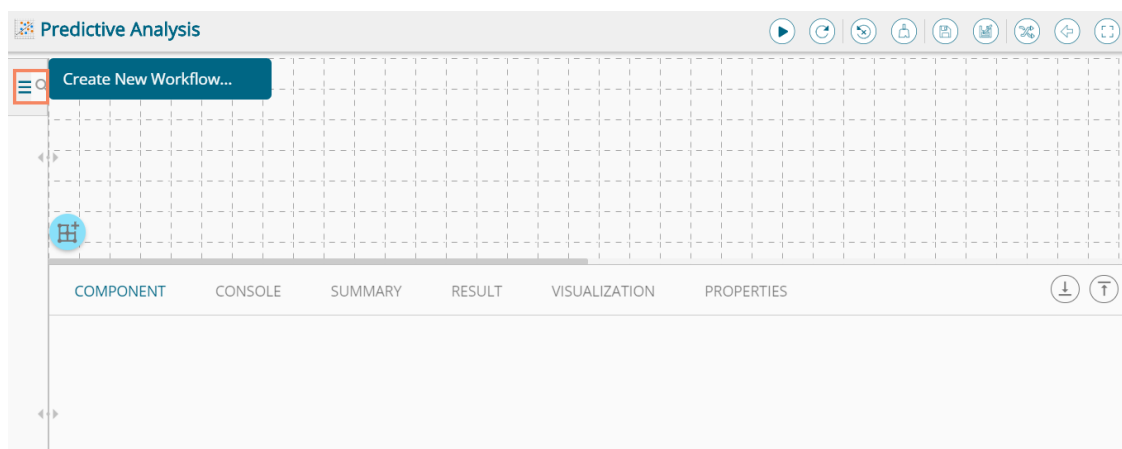 Predictive Analysis
Create New Workflow...
COMPONENT CONSOLE SUMMARY RESULT VISUALIZATION PROPERTIES